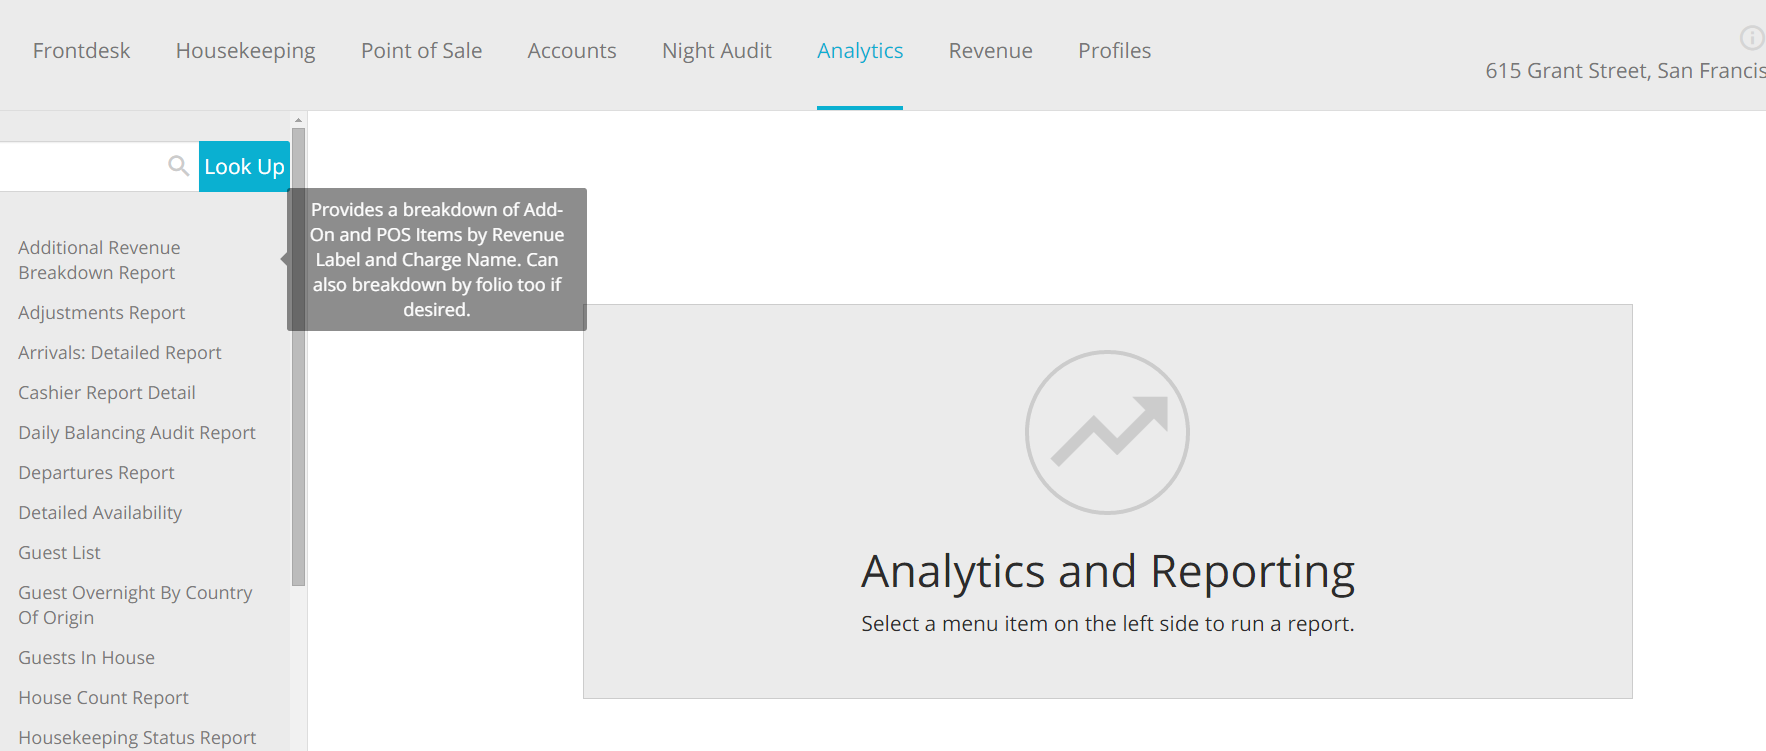 Frontdesk Housekeeping Point of Sale Accounts Night Audit Analytics Revenue Profiles
615 Grant Street, San Francis
Look Up
Provides a breakdown of Add-
On and POS Items by Revenue
Label and Charge Name. Can
also breakdown by folio too if
desired.
Additional Revenue
Breakdown Report
Adjustments Report
Arrivals: Detailed Report
Cashier Report Detail
Daily Balancing Audit Report
Departures Report
Detailed Availability
Guest List
Guest Overnight By Country
Of Origin
Guests In House
House Count Report
Housekeeping Status Report
Analytics and Reporting
Select a menu item on the left side to run a report.